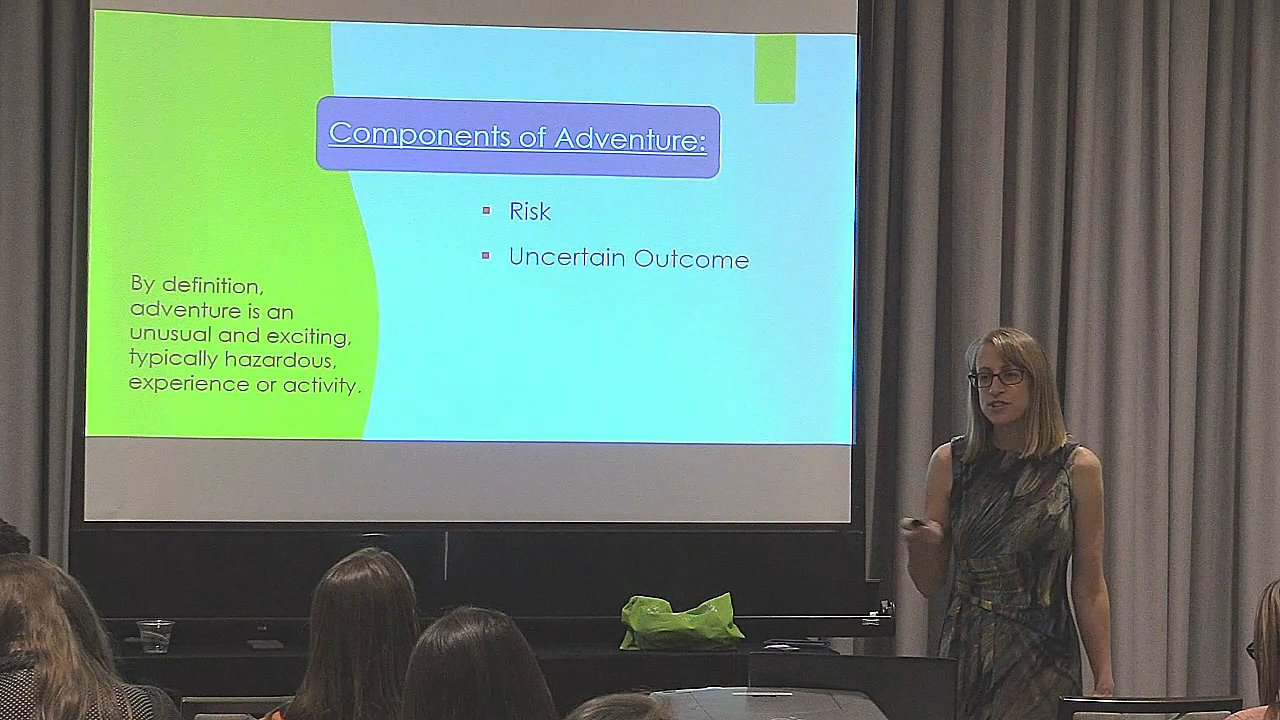 Components of Adventure:
Risk
Uncertain Outcome
By definition,
adventure is an
unusual and exciting,
typically hazardous,
experience or activity.